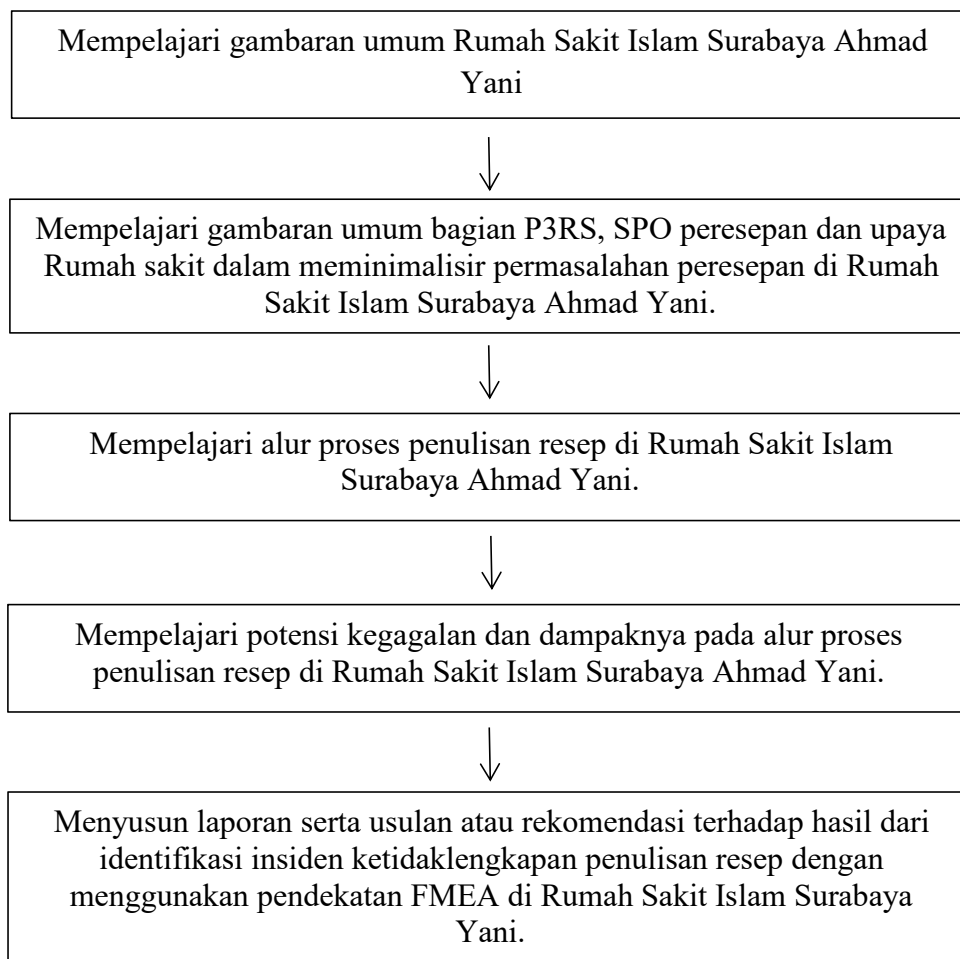 Mempelajari gambaran umum Rumah Sakit Islam Surabaya Ahmad
Yani
Mempelajari gambaran umum bagian P3RS, SPO peresepan dan upaya
Rumah sakit dalam meminimalisir permasalahan peresepan di Rumah
Sakit Islam Surabaya Ahmad Yani.
Mempelajari alur proses penulisan resep di Rumah Sakit Islam
Surabaya Ahmad Yani.
Mempelajari potensi kegagalan dan dampaknya pada alur proses
penulisan resep di Rumah Sakit Islam Surabaya Ahmad Yani.
Menyusun laporan serta usulan atau rekomendasi terhadap hasil dari
identifikasi insiden ketidaklengkapan penulisan resep dengan
menggunakan pendekatan FMEA di Rumah Sakit Islam Surabaya
Yani.